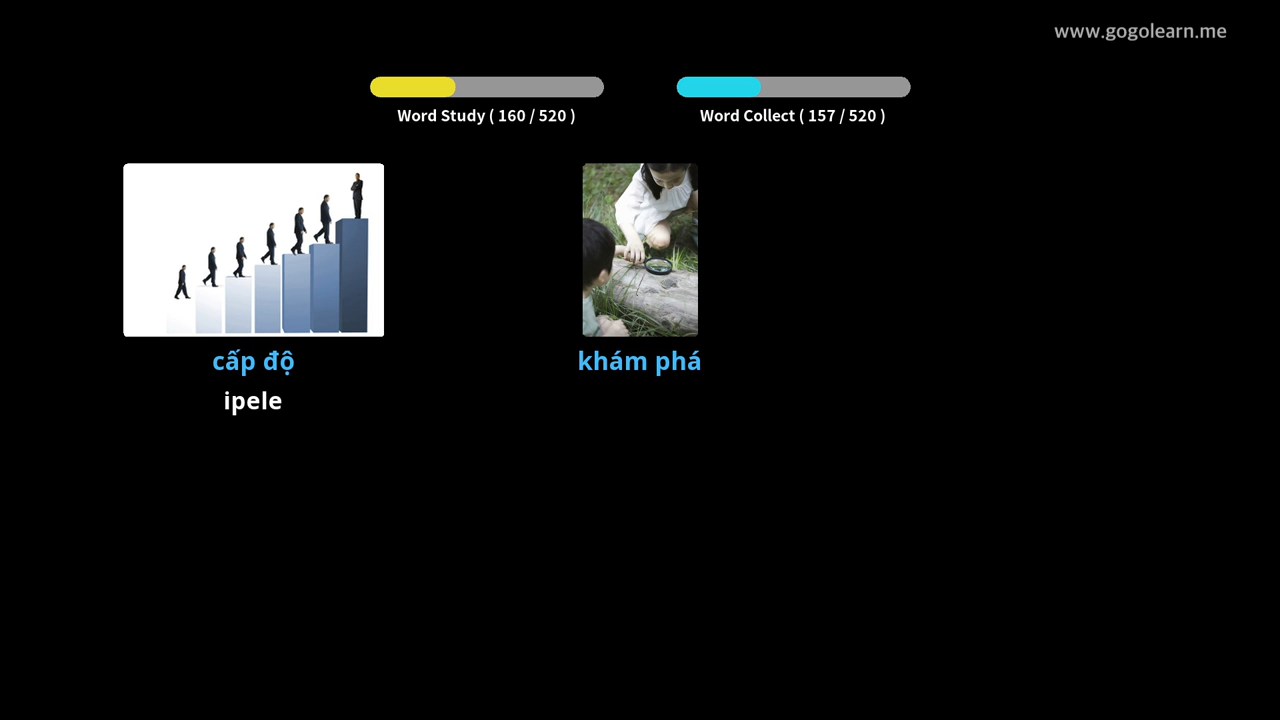 www.gogolearn.me
Word Study ( 160 / 520 )
Word Collect ( 157 / 520 )
cấp độ
khám phá
ipele